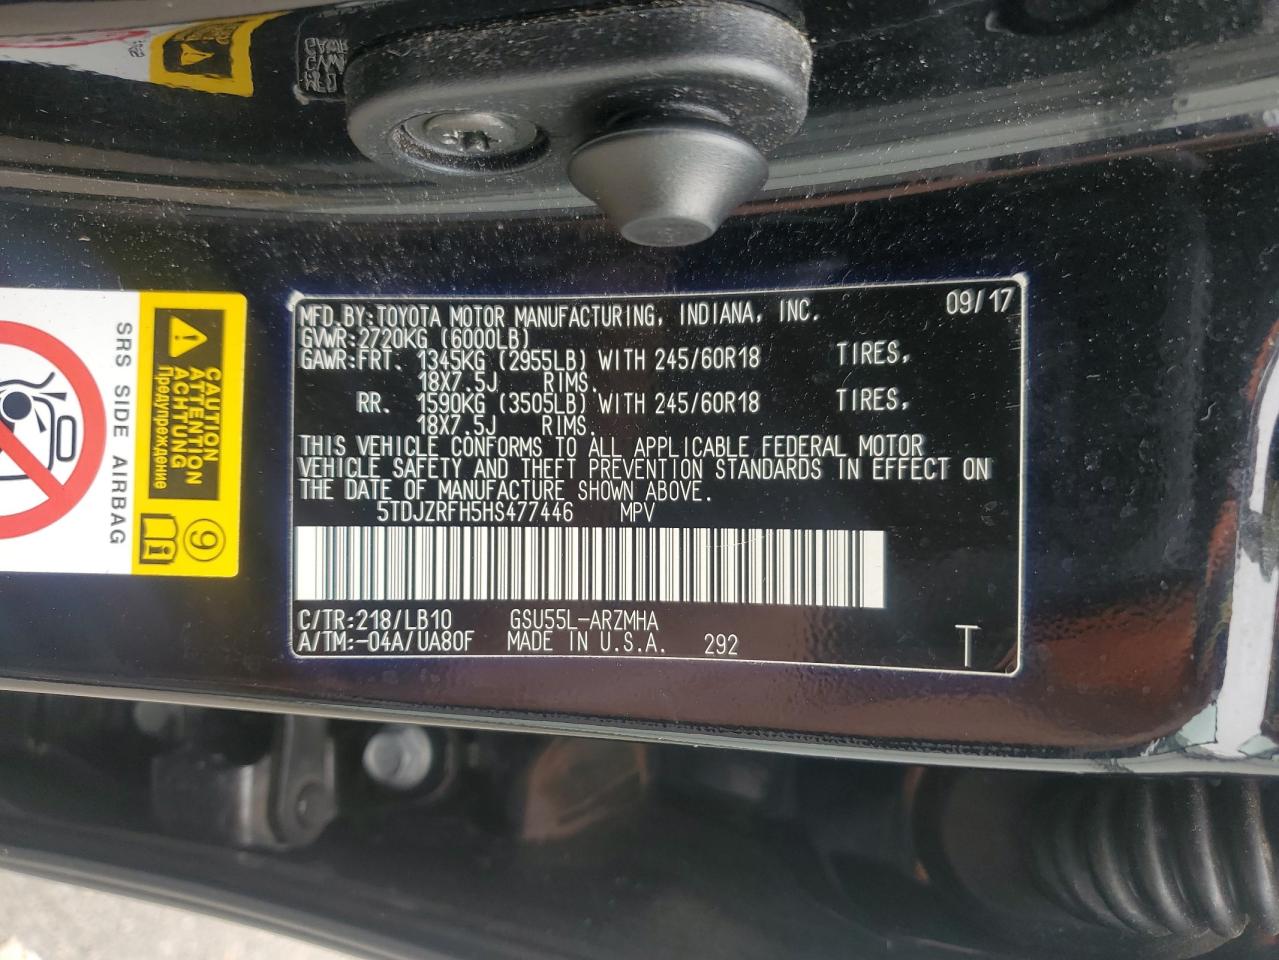 MFD.BY:TOYOTA MOTOR MANUFACTURING, INDIANA, INC. 09/17
GVWR:2720KG (6000LB)
GAWR:FRT. 1345KG (2955LB) WITH 245/60R18 TIRES,
18X7.5J RIMS.
RR. 1590KG (3505LB) WITH 245/60R18 TIRES,
18X7.5J RIMS.
THIS VEHICLE CONFORMS TO ALL APPLICABLE FEDERAL MOTOR
VEHICLE SAFETY AND THEFT PREVENTION STANDARDS IN EFFECT ON
THE DATE OF MANUFACTURE SHOWN ABOVE.
5TDJZRFH5HS477446 MPV
C/TR:218/LB10 GSU55L-ARZMHA
A/TM:-04A/UA80F MADE IN U.S.A. 292 T
CAUTION
ATTENTION
ACHTUNG
Предупреждение
9
SRS SIDE AIRBAG